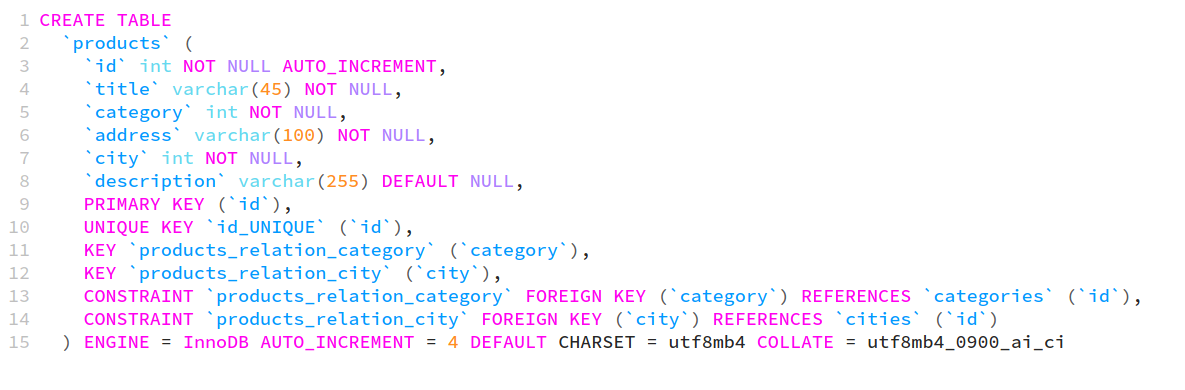 1 CREATE TABLE
2 `products` (
3 `id` int NOT NULL AUTO_INCREMENT,
4 `title` varchar(45) NOT NULL,
5 `category` int NOT NULL,
6 `address` varchar(100) NOT NULL,
7 `city` int NOT NULL,
8 `description` varchar(255) DEFAULT NULL,
9 PRIMARY KEY (`id`),
10 UNIQUE KEY `id_UNIQUE` (`id`),
11 KEY `products_relation_category` (`category`),
12 KEY `products_relation_city` (`city`),
13 CONSTRAINT `products_relation_category` FOREIGN KEY (`category`) REFERENCES `categories` (`id`),
14 CONSTRAINT `products_relation_city` FOREIGN KEY (`city`) REFERENCES `cities` (`id`)
15 ) ENGINE = InnoDB AUTO_INCREMENT = 4 DEFAULT CHARSET = utf8mb4 COLLATE = utf8mb4_0900_ai_ci